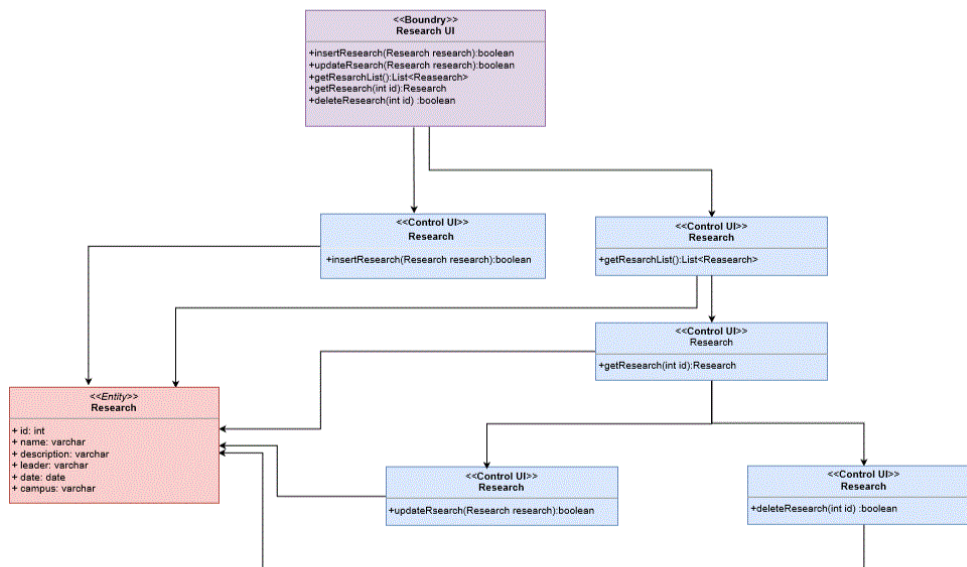 <<Boundry>>
Research UI
+insertResearch(Research research):boolean
+updateRsearch(Research research):boolean
+getResarchList():List<Reasearch>
+getResearch(int id):Research
+deleteResearch(int id) :boolean
<<Control UI>>
Research
+insertResearch(Research research):boolean
<<Control UI>>
Research
+getResarchList():List<Reasearch>
<<Control UI>>
Research
+getResearch(int id):Research
<<Entity>>
Research
+ id: int
+ name: varchar
+ description: varchar
+ leader: varchar
+ date: date
+ campus: varchar
<<Control UI>>
Research
+updateRsearch(Research research):boolean
<<Control UI>>
Research
+deleteResearch(int id) :boolean